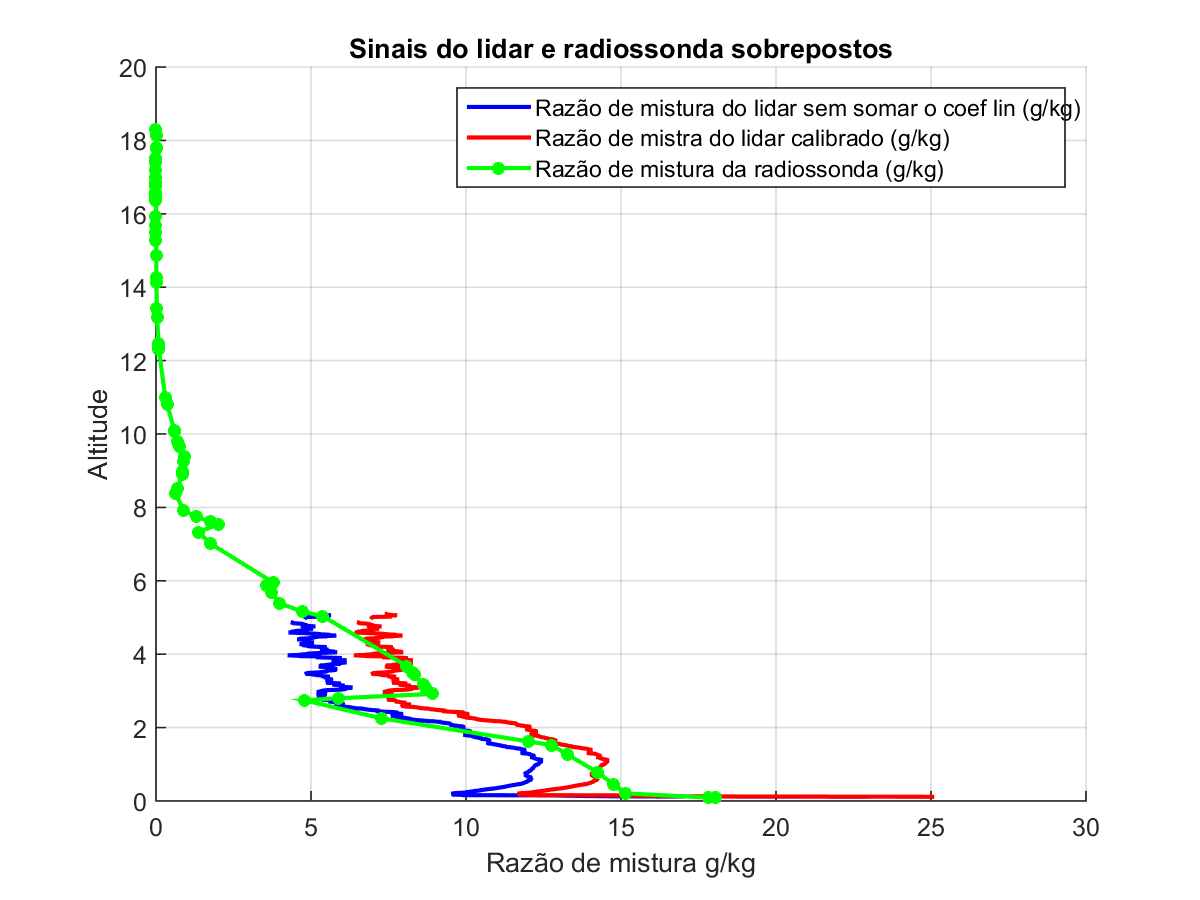 Sinais do lidar e radiossonda sobrepostos
20
18
16
14
12
10
8
6
4
2
0
Altitude
Razão de mistura do lidar sem somar o coef lin (g/kg)
Razão de mistra do lidar calibrado (g/kg)
Razão de mistura da radiossonda (g/kg)
0 5 10 15 20 25 30
Razão de mistura g/kg